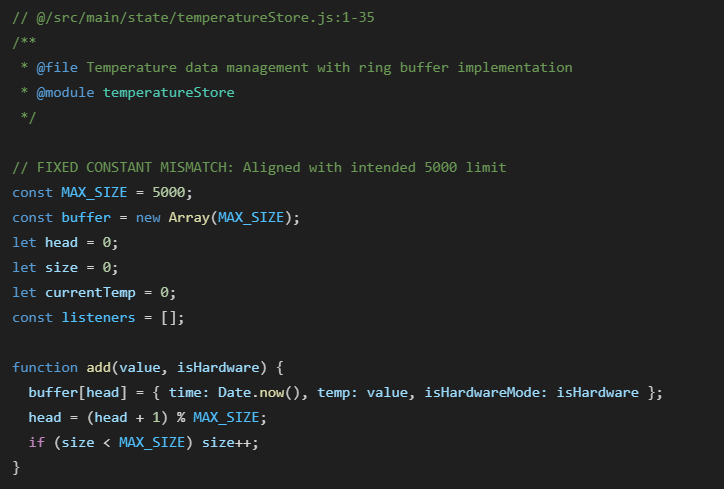 // @/src/main/state/temperatureStore.js:1-35
/**
 * @file Temperature data management with ring buffer implementation
 * @module temperatureStore
 */

// FIXED CONSTANT MISMATCH: Aligned with intended 5000 limit
const MAX_SIZE = 5000;
const buffer = new Array(MAX_SIZE);
let head = 0;
let size = 0;
let currentTemp = 0;
const listeners = [];

function add(value, isHardware) {
  buffer[head] = { time: Date.now(), temp: value, isHardwareMode: isHardware };
  head = (head + 1) % MAX_SIZE;
  if (size < MAX_SIZE) size++;
}